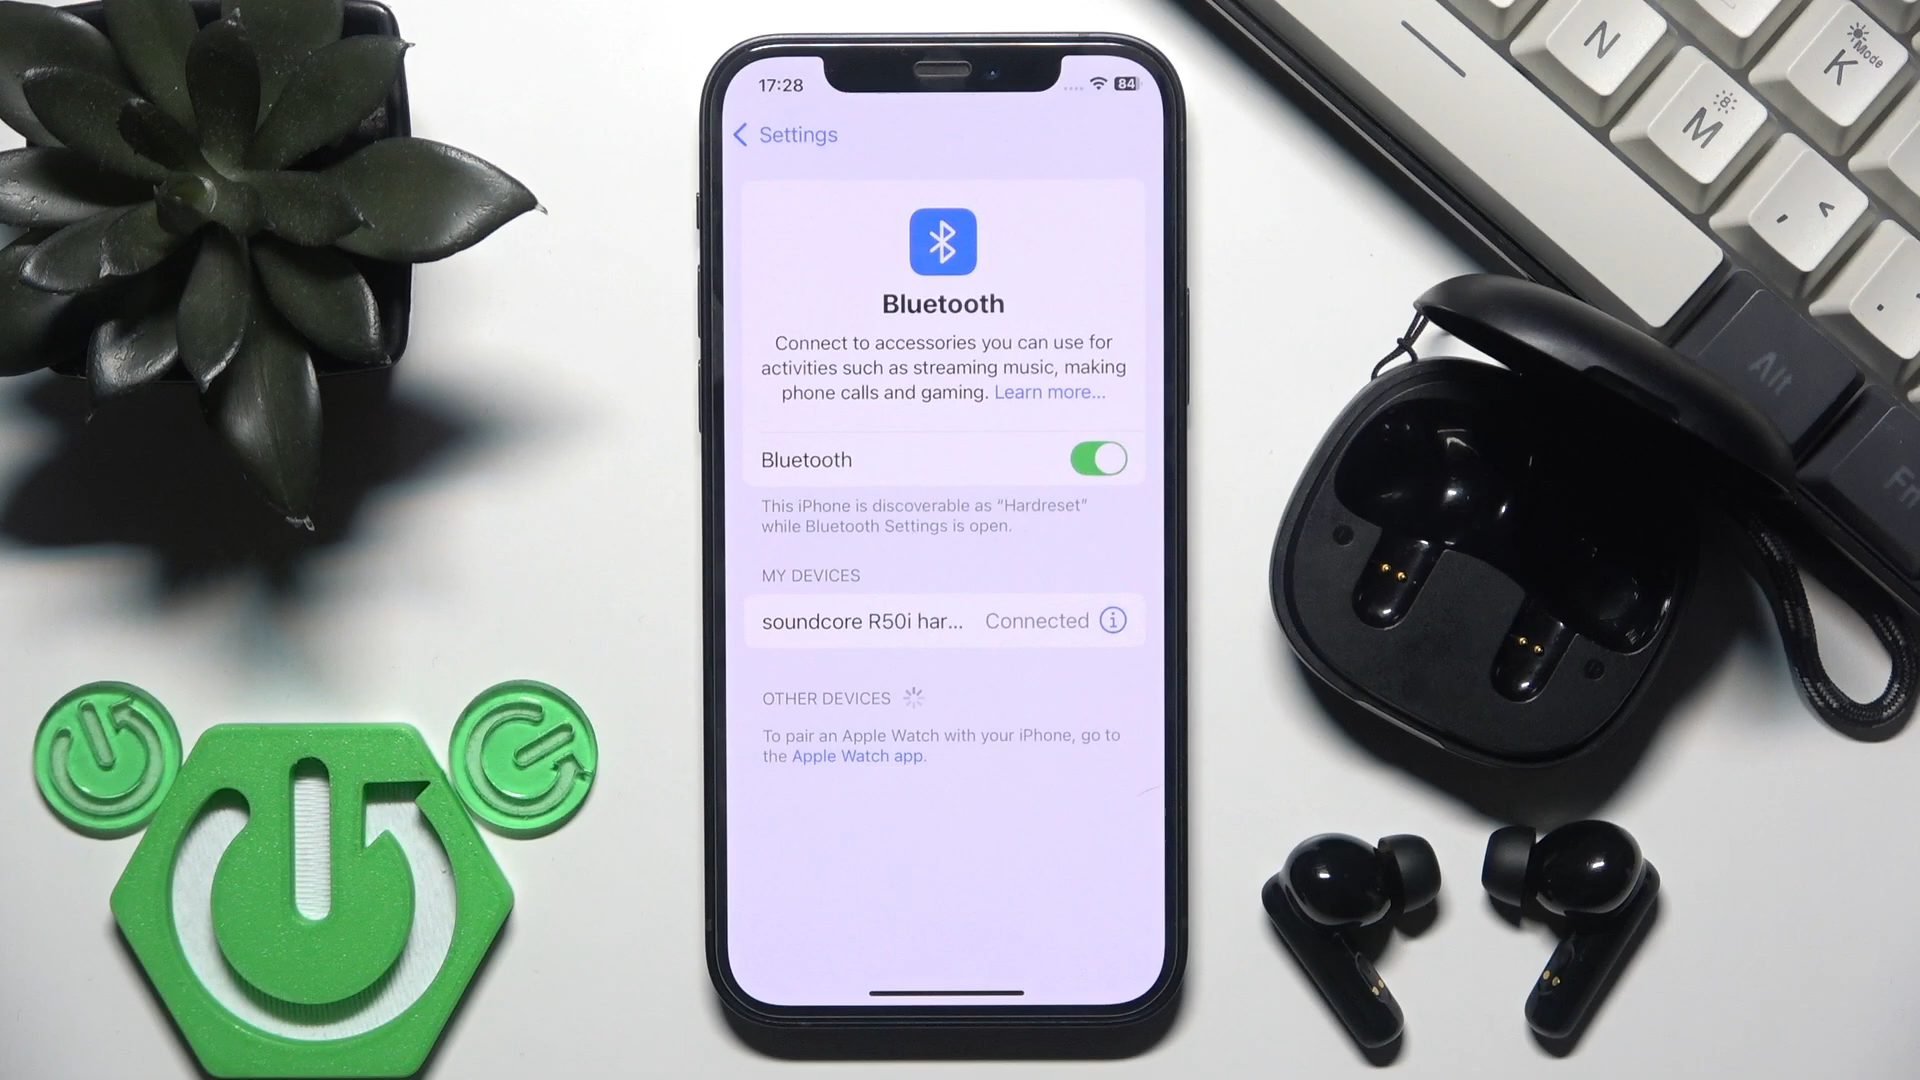 17:28
84
Settings
Bluetooth
Connect to accessories you can use for
activities such as streaming music, making
phone calls and gaming. Learn more...
Bluetooth
This iPhone is discoverable as “Hardreset”
while Bluetooth Settings is open.
MY DEVICES
soundcore R50i har... Connected
OTHER DEVICES
To pair an Apple Watch with your iPhone, go to
the Apple Watch app.
N
K
Mode
M
8
, <
.
Alt
Fn